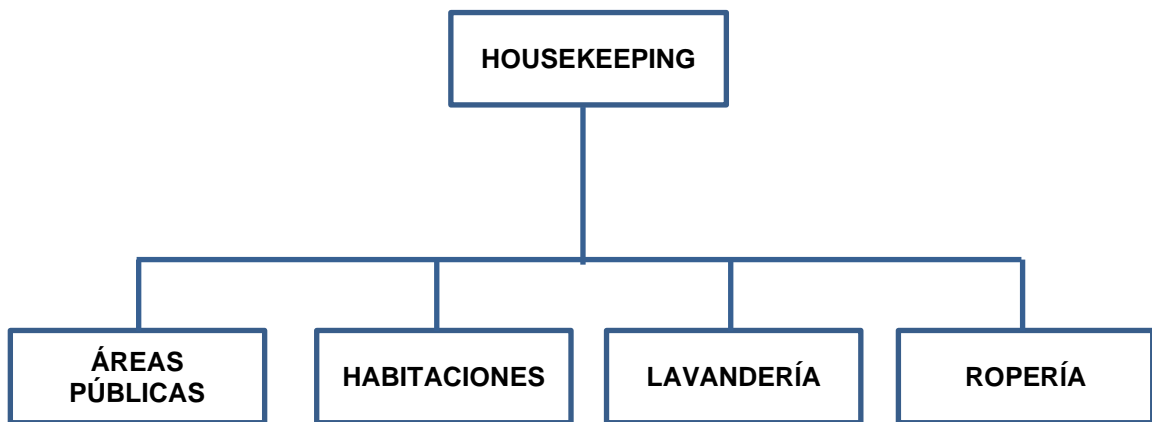 HOUSEKEEPING
ÁREAS
PÚBLICAS
HABITACIONES
LAVANDERÍA
ROPERÍA